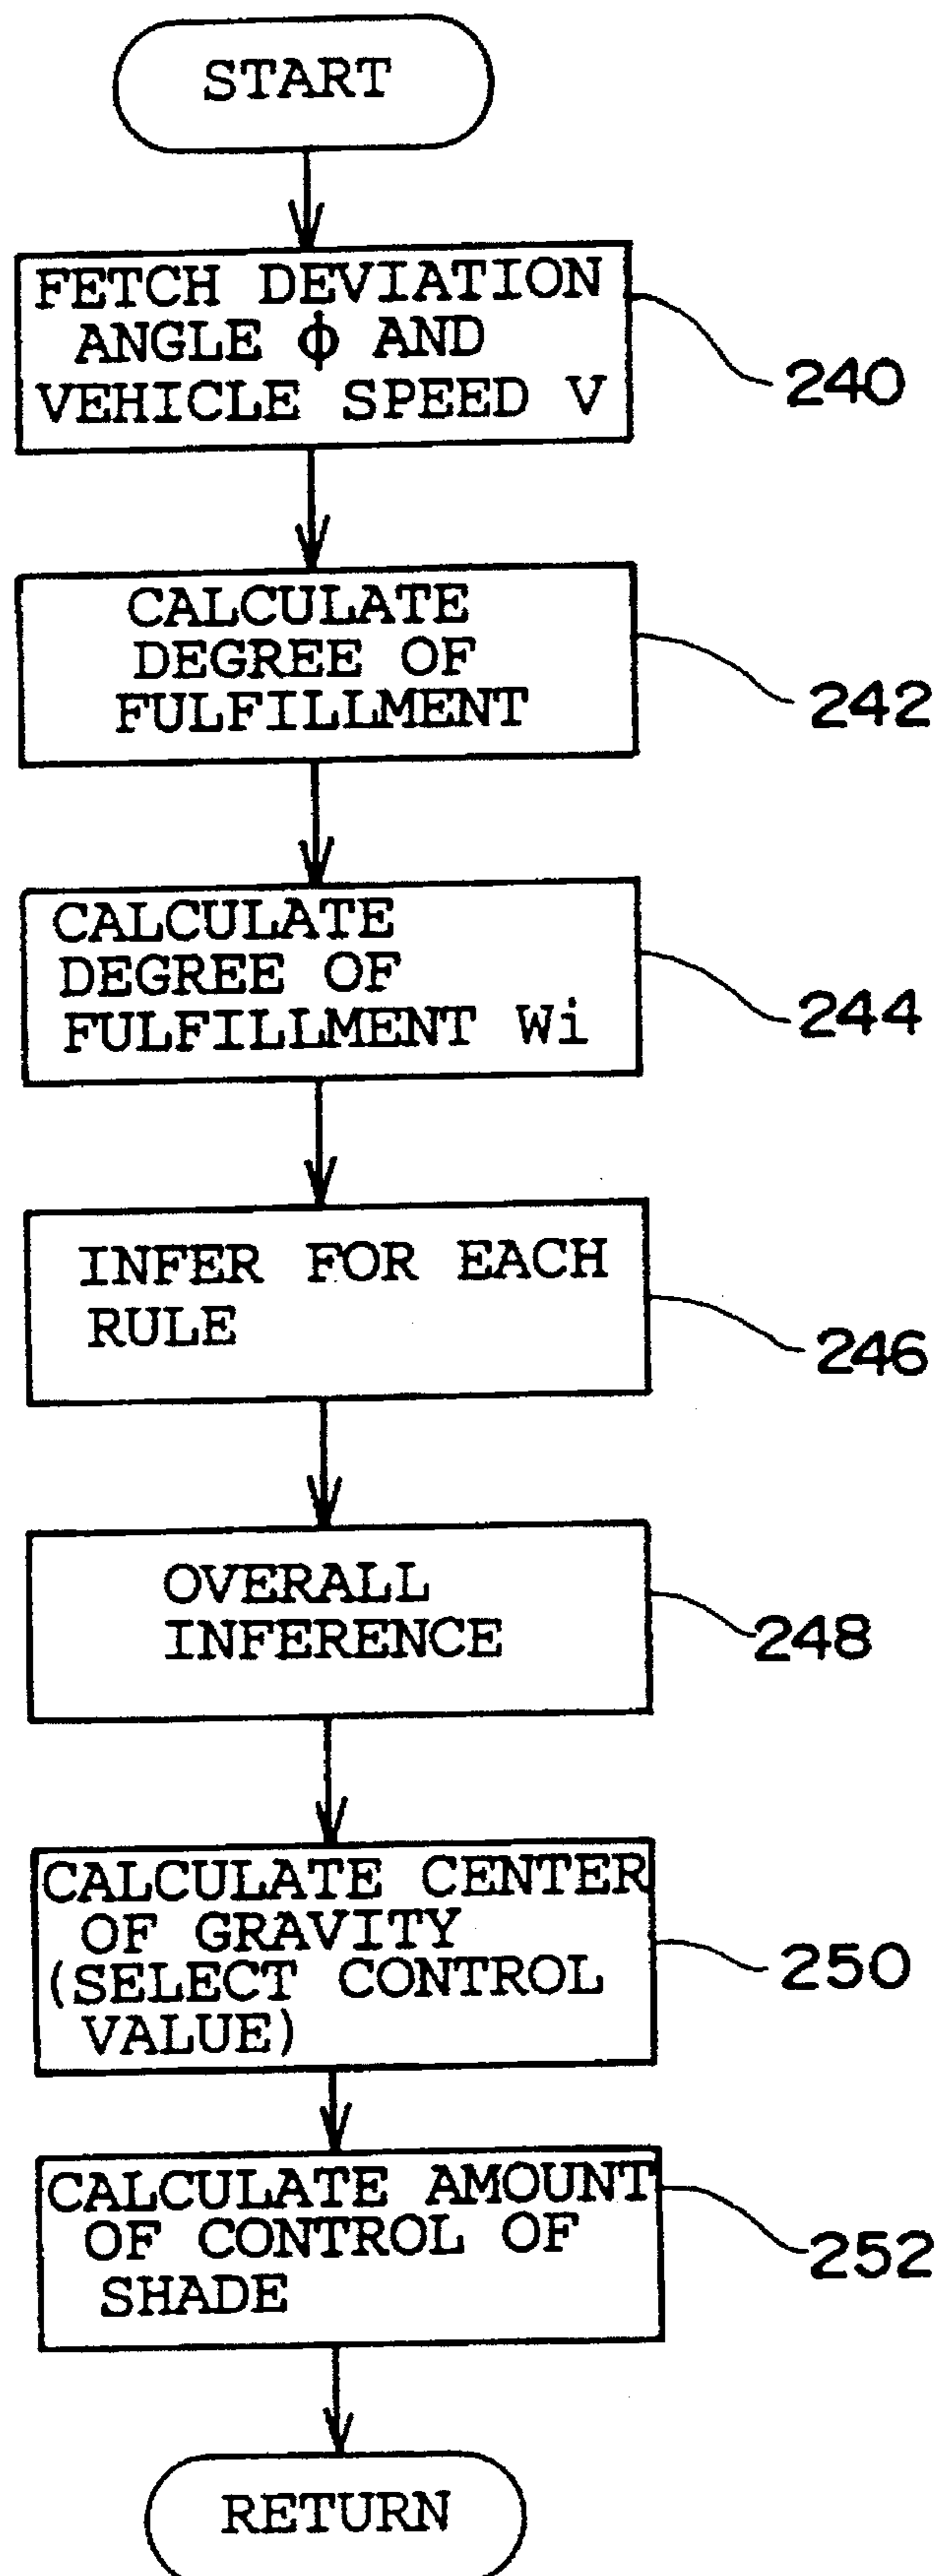 START
FETCH DEVIATION
ANGLE ϕ AND
VEHICLE SPEED V
240
CALCULATE
DEGREE OF
FULFILLMENT
242
CALCULATE
DEGREE OF
FULFILLMENT Wi
244
INFER FOR EACH
RULE
246
OVERALL
INFERENCE
248
CALCULATE CENTER
OF GRAVITY
(SELECT CONTROL
VALUE)
250
CALCULATE AMOUNT
OF CONTROL OF
SHADE
252
RETURN